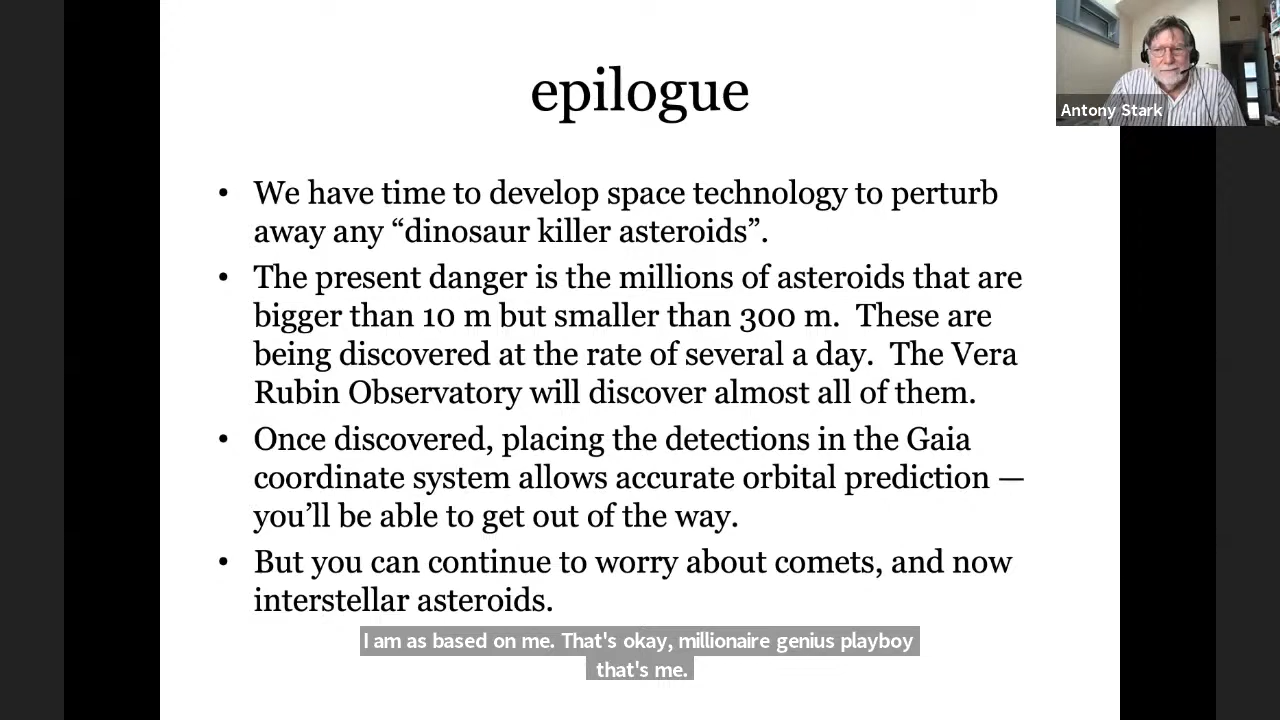 epilogue
Antony Stark
• We have time to develop space technology to perturb
away any “dinosaur killer asteroids”.
• The present danger is the millions of asteroids that are
bigger than 10 m but smaller than 300 m.  These are
being discovered at the rate of several a day.  The Vera
Rubin Observatory will discover almost all of them.
• Once discovered, placing the detections in the Gaia
coordinate system allows accurate orbital prediction —
you’ll be able to get out of the way.
• But you can continue to worry about comets, and now
interstellar asteroids.
I am as based on me. That's okay, millionaire genius playboy
that's me.